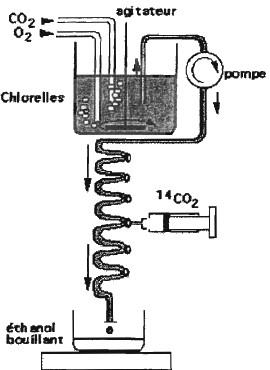 agitateur
CO2
O2
pompe
Chlorelles
14CO2
éthanol
bouillant